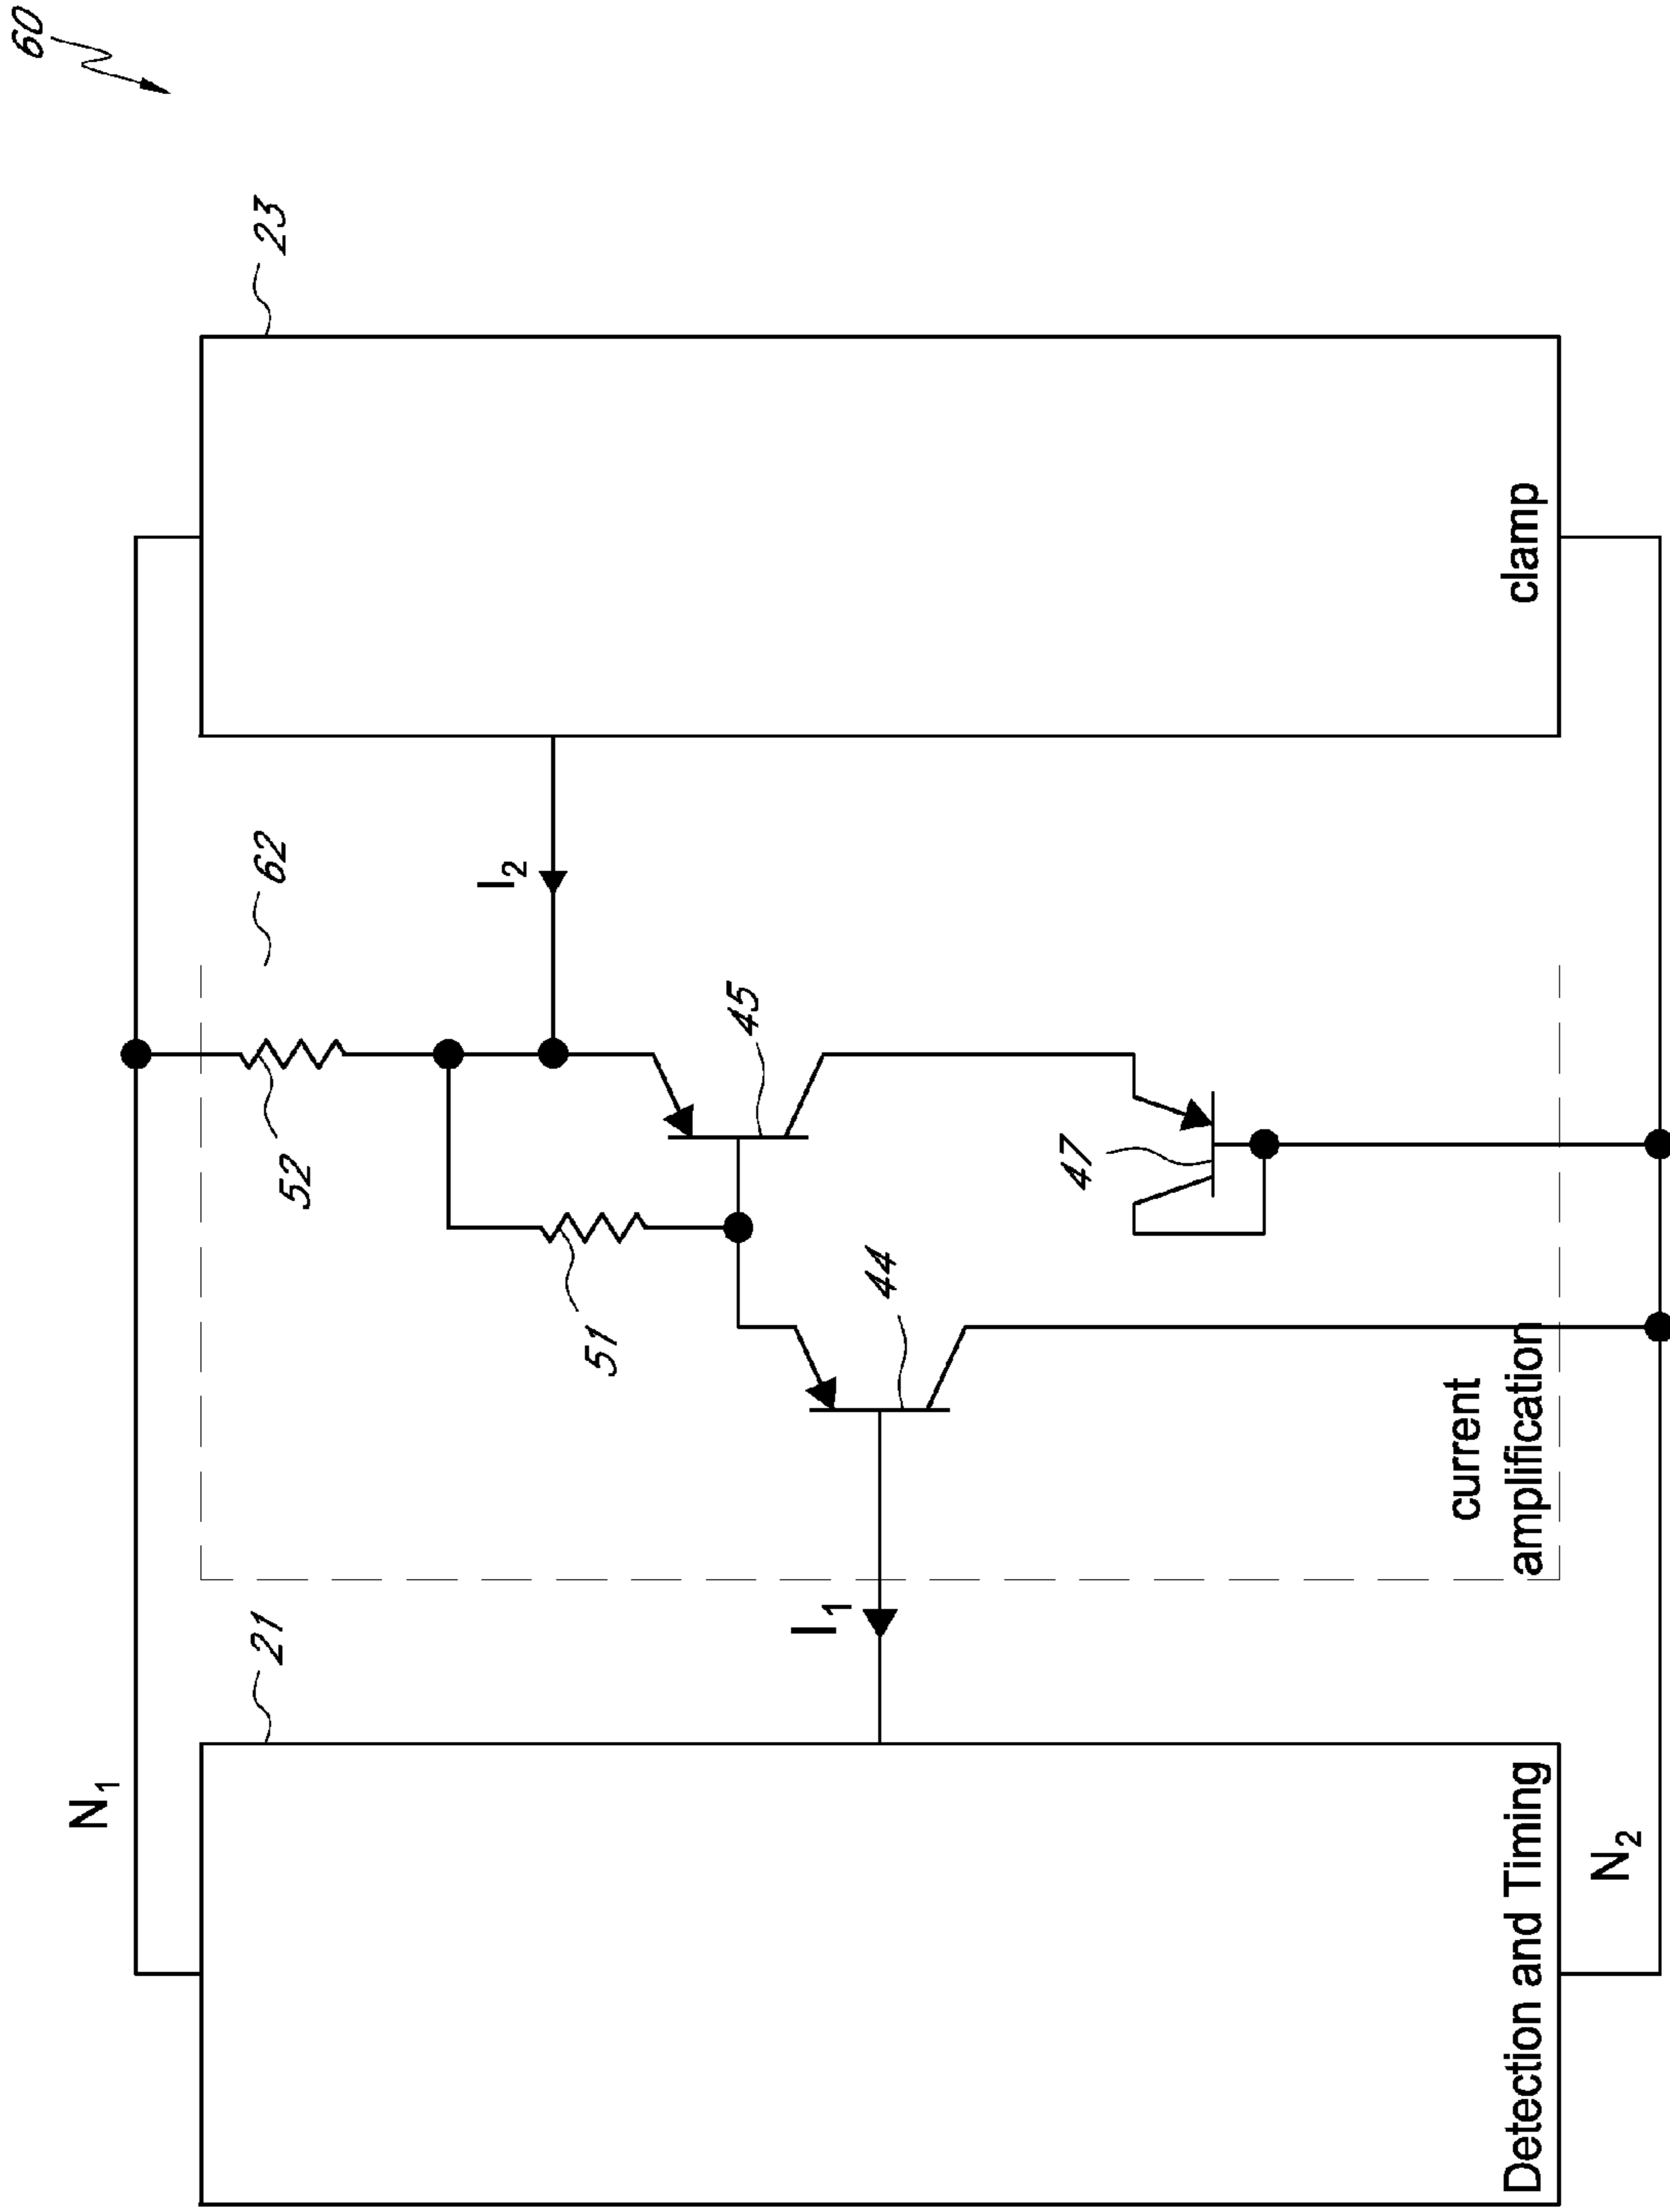 60
N1
21
62
23
52
I2
51
45
44
I1
47
current
amplification
clamp
Detection and Timing
N2